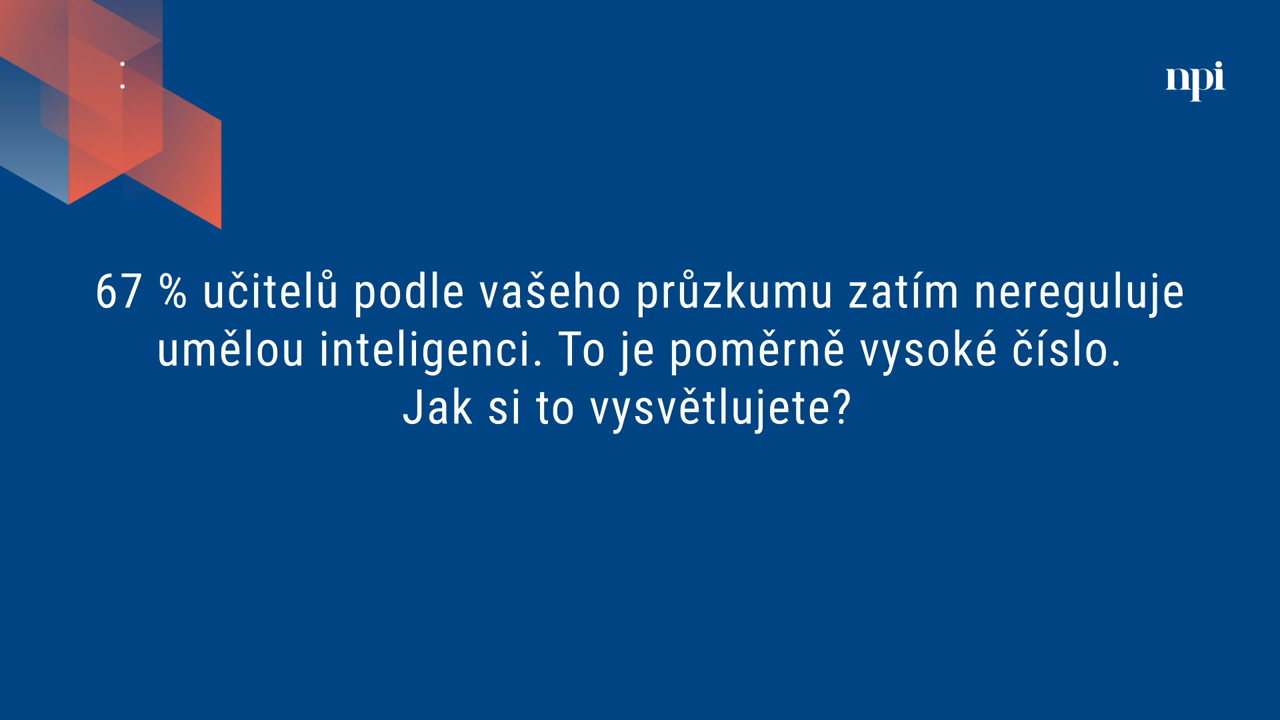 npi
67 % učitelů podle vašeho průzkumu zatím nereguluje
umělou inteligenci. To je poměrně vysoké číslo.
Jak si to vysvětlujete?